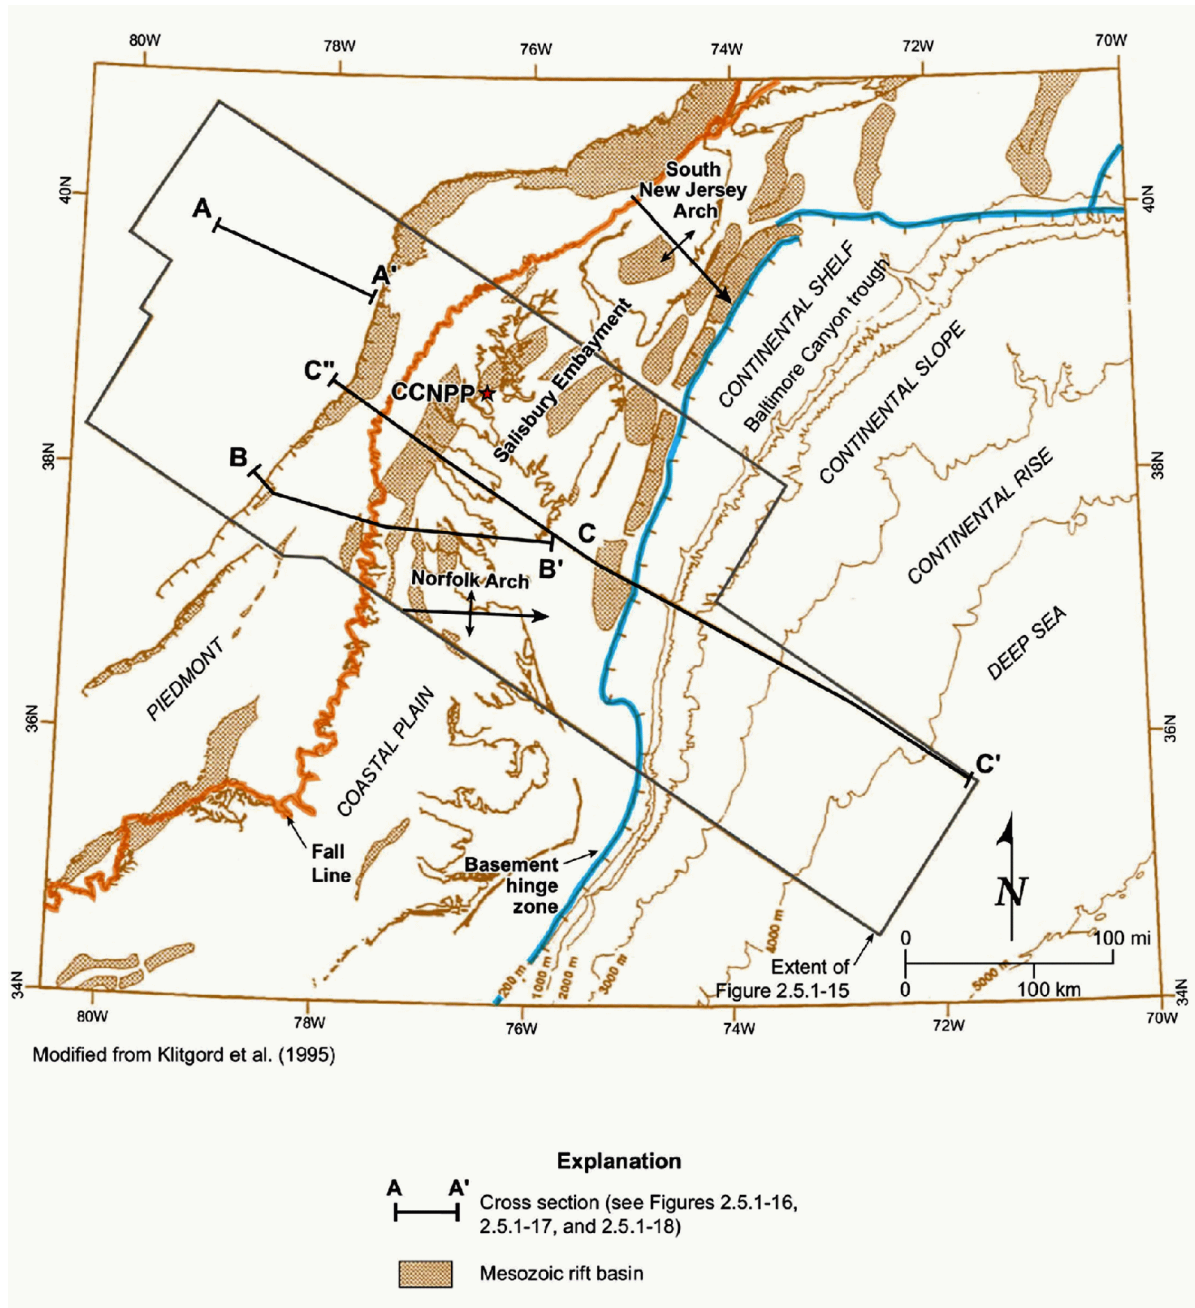 80W
78W
76W
74W
72W
70W
40N
40N
38N
38N
36N
36N
34N
34N
South
New Jersey
Arch
A
A'
CONTINENTAL SHELF
Baltimore Canyon trough
CONTINENTAL SLOPE
Salisbury Embayment
C"
CCNPP
B
C
B'
CONTINENTAL RISE
Norfolk Arch
DEEP SEA
PIEDMONT
COASTAL PLAIN
C'
Fall
Line
Basement
hinge
zone
N
0
100 mi
0
100 km
Extent of
Figure 2.5.1-15
200 m
1000 m
2000 m
3000 m
4000 m
5000 m
80W
78W
76W
74W
72W
70W
Modified from Klitgord et al. (1995)
Explanation
A
A'
Cross section (see Figures 2.5.1-16,
2.5.1-17, and 2.5.1-18)
Mesozoic rift basin